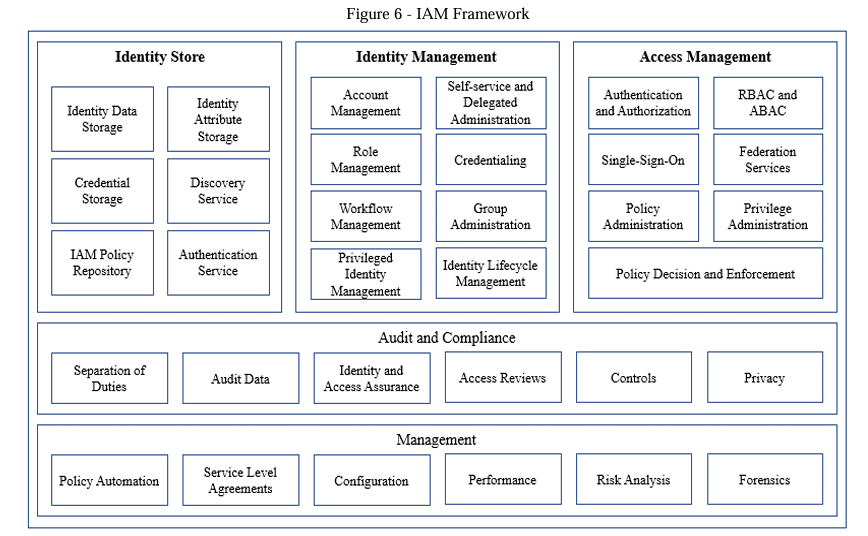 Figure 6 - IAM Framework
Identity Store
Identity Data
Storage
Identity
Attribute
Storage
Credential
Storage
Discovery
Service
IAM Policy
Repository
Authentication
Service
Identity Management
Account
Management
Self-service and
Delegated
Administration
Role
Management
Credentialing
Workflow
Management
Group
Administration
Privileged
Identity
Management
Identity Lifecycle
Management
Access Management
Authentication
and Authorization
RBAC and
ABAC
Single-Sign-On
Federation
Services
Policy
Administration
Privilege
Administration
Policy Decision and Enforcement
Audit and Compliance
Separation of
Duties
Audit Data
Identity and
Access Assurance
Access Reviews
Controls
Privacy
Management
Policy Automation
Service Level
Agreements
Configuration
Performance
Risk Analysis
Forensics